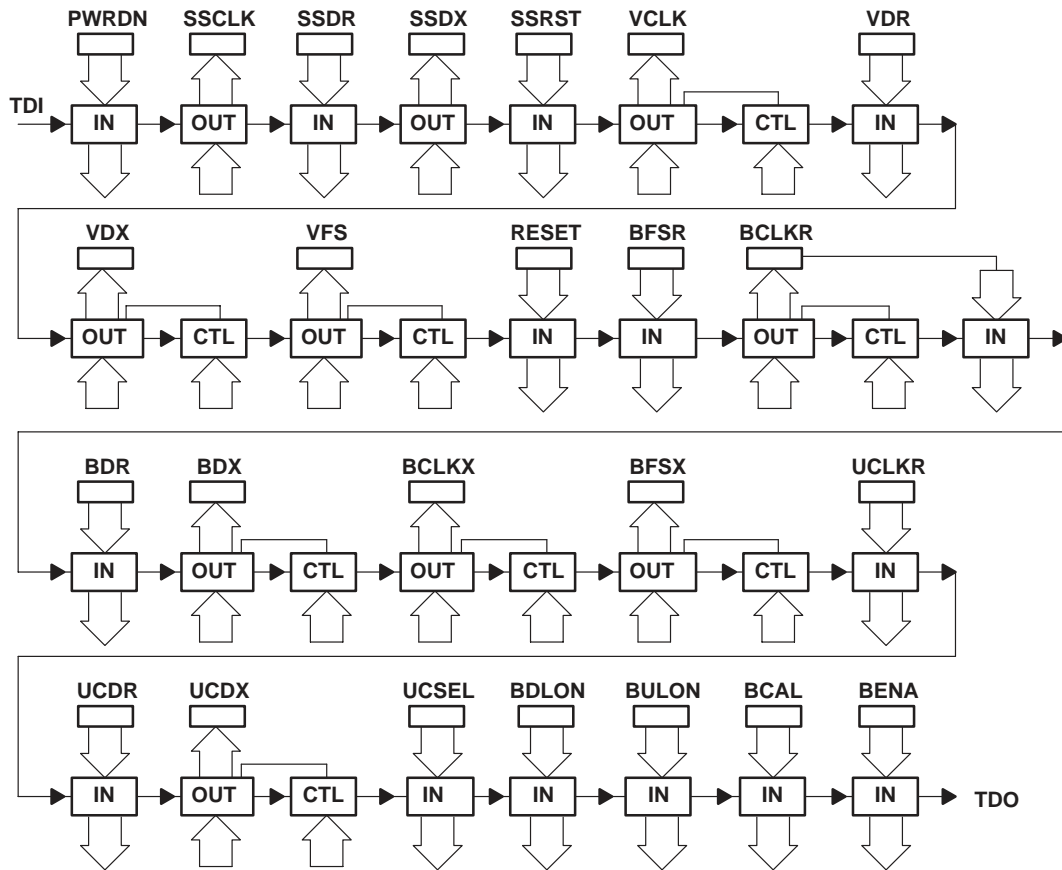 PWRDN SSCLK SSDR SSDX SSRST VCLK VDR
TDI
IN OUT IN OUT IN OUT CTL IN
VDX VFS RESET BFSR BCLKR
OUT CTL OUT CTL IN IN OUT CTL IN
BDR BDX BCLKX BFSX UCLKR
IN OUT CTL OUT CTL OUT CTL IN
UCDR UCDX UCSEL BDLON BULON BCAL BENA
IN OUT CTL IN IN IN IN IN TDO